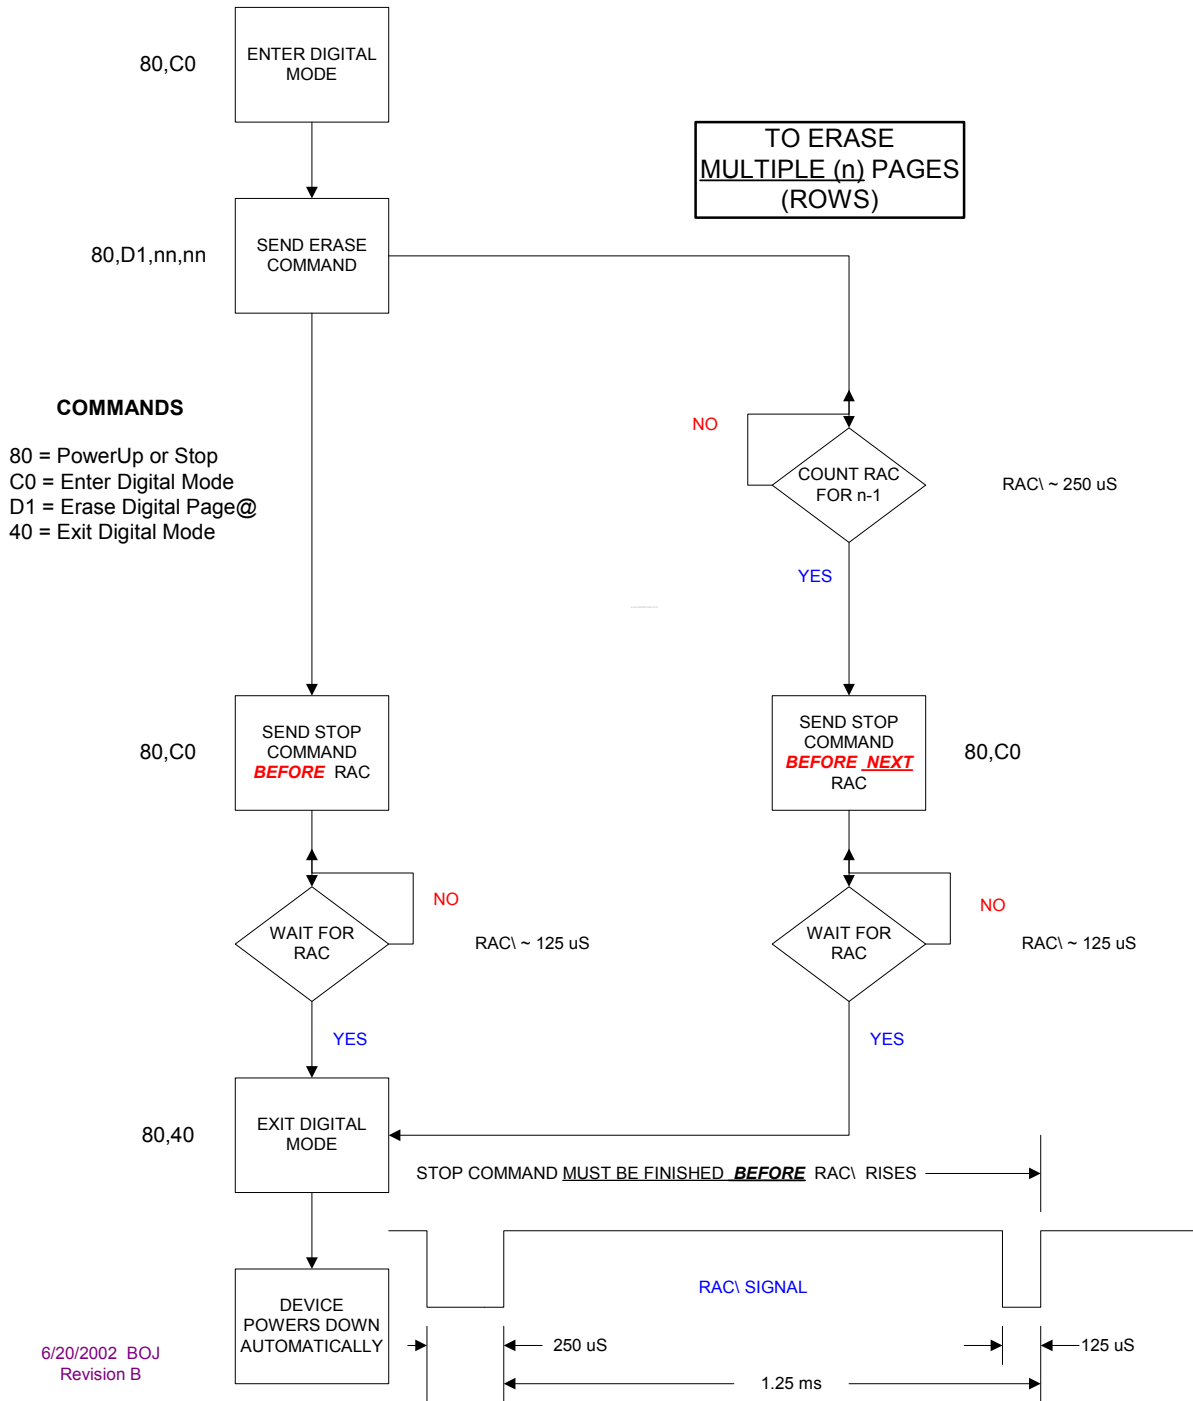 80,C0
ENTER DIGITAL
MODE
TO ERASE
MULTIPLE (n) PAGES
(ROWS)
80,D1,nn,nn
SEND ERASE
COMMAND
COMMANDS
80 = PowerUp or Stop
C0 = Enter Digital Mode
D1 = Erase Digital Page@
40 = Exit Digital Mode
NO
COUNT RAC
FOR n-1
RAC\ ~ 250 uS
YES
80,C0
SEND STOP
COMMAND
BEFORE RAC
SEND STOP
COMMAND
BEFORE NEXT
RAC
80,C0
WAIT FOR
RAC
NO
RAC\ ~ 125 uS
YES
WAIT FOR
RAC
NO
RAC\ ~ 125 uS
YES
80,40
EXIT DIGITAL
MODE
STOP COMMAND MUST BE FINISHED BEFORE RAC\ RISES
DEVICE
POWERS DOWN
AUTOMATICALLY
RAC\ SIGNAL
250 uS
125 uS
1.25 ms
6/20/2002 BOJ
Revision B